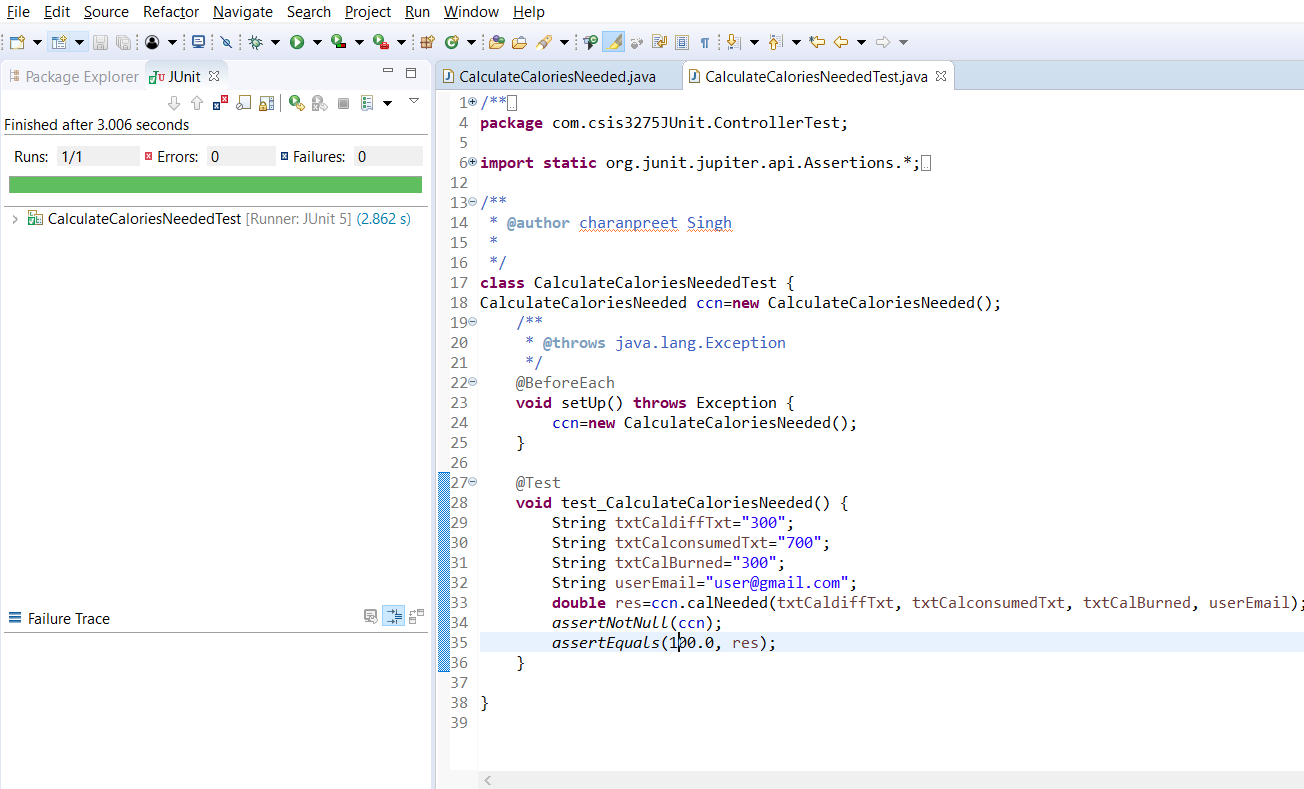 File Edit Source Refactor Navigate Search Project Run Window Help
Package Explorer JUnit
Finished after 3.006 seconds
Runs: 1/1 Errors: 0 Failures: 0
CalculateCaloriesNeededTest [Runner: JUnit 5] (2.862 s)
Failure Trace
CalculateCaloriesNeeded.java CalculateCaloriesNeededTest.java
1 /**
4 package com.csis3275JUnit.ControllerTest;
5
6 import static org.junit.jupiter.api.Assertions.*;
12
13 /**
14  * @author charanpreet Singh
15  *
16  */
17 class CalculateCaloriesNeededTest {
18 CalculateCaloriesNeeded ccn=new CalculateCaloriesNeeded();
19     /**
20      * @throws java.lang.Exception
21      */
22     @BeforeEach
23     void setUp() throws Exception {
24         ccn=new CalculateCaloriesNeeded();
25     }
26
27     @Test
28     void test_CalculateCaloriesNeeded() {
29         String txtCaldiffTxt="300";
30         String txtCalconsumedTxt="700";
31         String txtCalBurned="300";
32         String userEmail="user@gmail.com";
33         double res=ccn.calNeeded(txtCaldiffTxt, txtCalconsumedTxt, txtCalBurned, userEmail);
34         assertNotNull(ccn);
35         assertEquals(100.0, res);
36     }
37
38 }
39